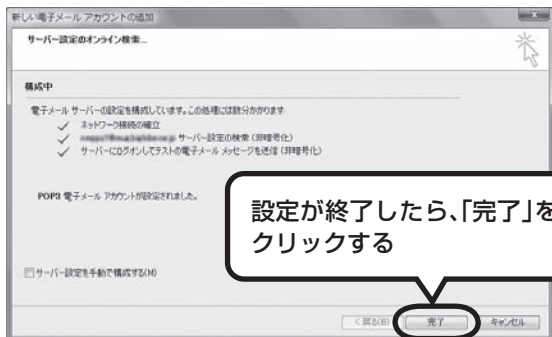 新しい電子メール アカウントの追加
サーバー設定のオンライン検索...
構成中
電子メール サーバーの設定を構成しています。この処理には数分かかります
✓ ネットワーク接続の確立
✓ サーバー設定の検索 (非暗号化)
✓ サーバーにログオンしてテストの電子メール メッセージを送信 (非暗号化)
POP3 電子メール アカウントが設定されました。
設定が終了したら、「完了」を
クリックする
サーバー設定を手動で構成する(M)
< 戻る(B) 完了 キャンセル